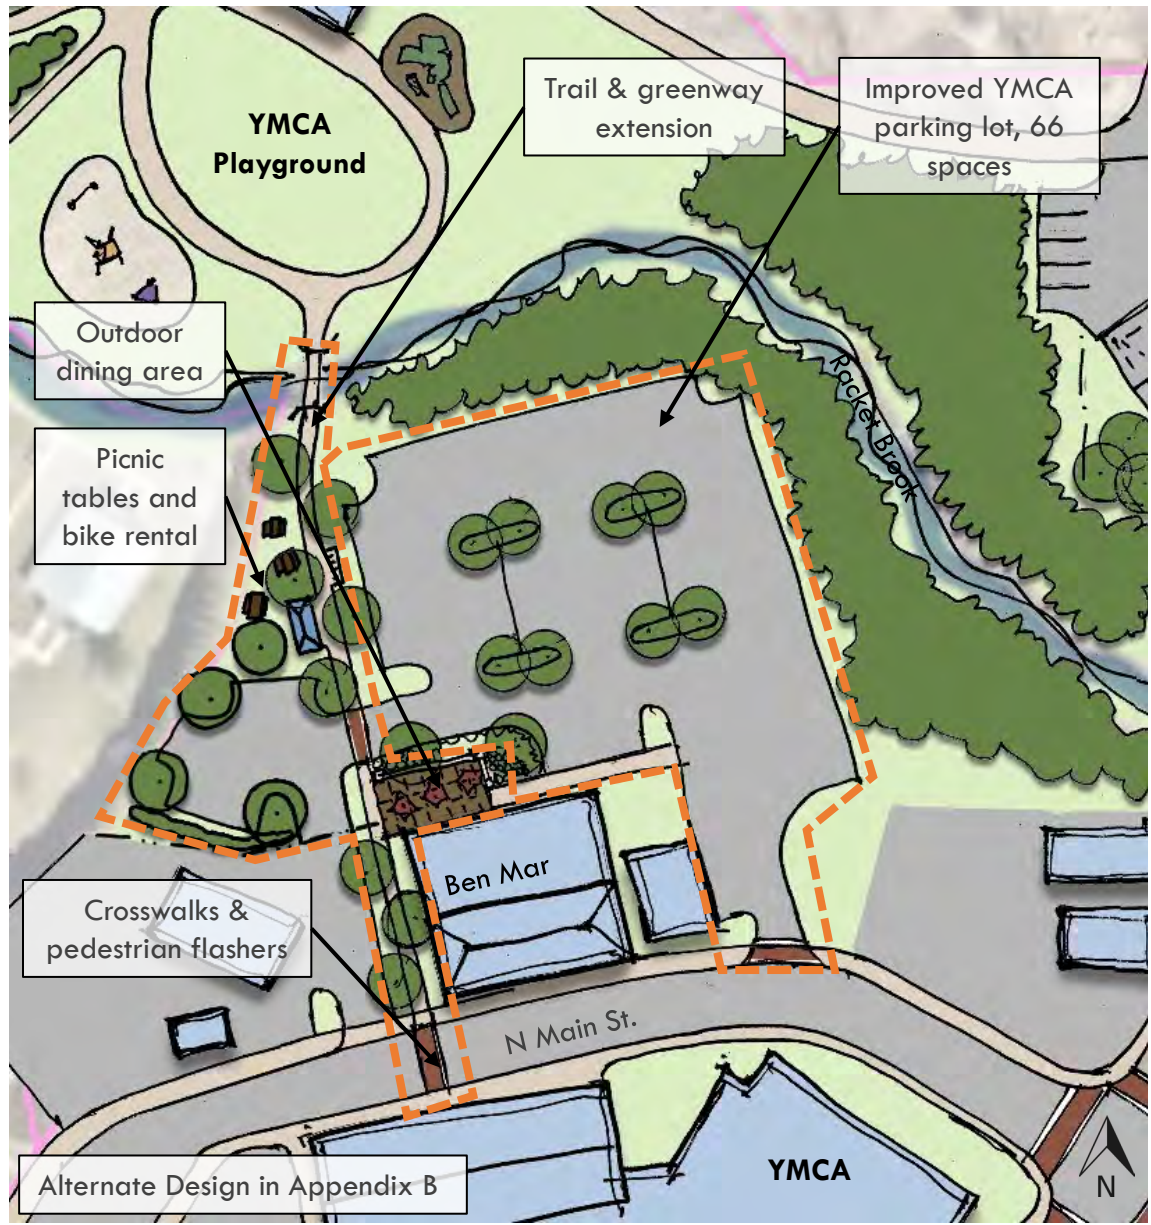 Trail & greenway
extension
Improved YMCA
parking lot, 66
spaces
YMCA
Playground
Outdoor
dining area
Picnic
tables and
bike rental
Racket Brook
Ben Mar
Crosswalks &
pedestrian flashers
N Main St.
YMCA
Alternate Design in Appendix B
N